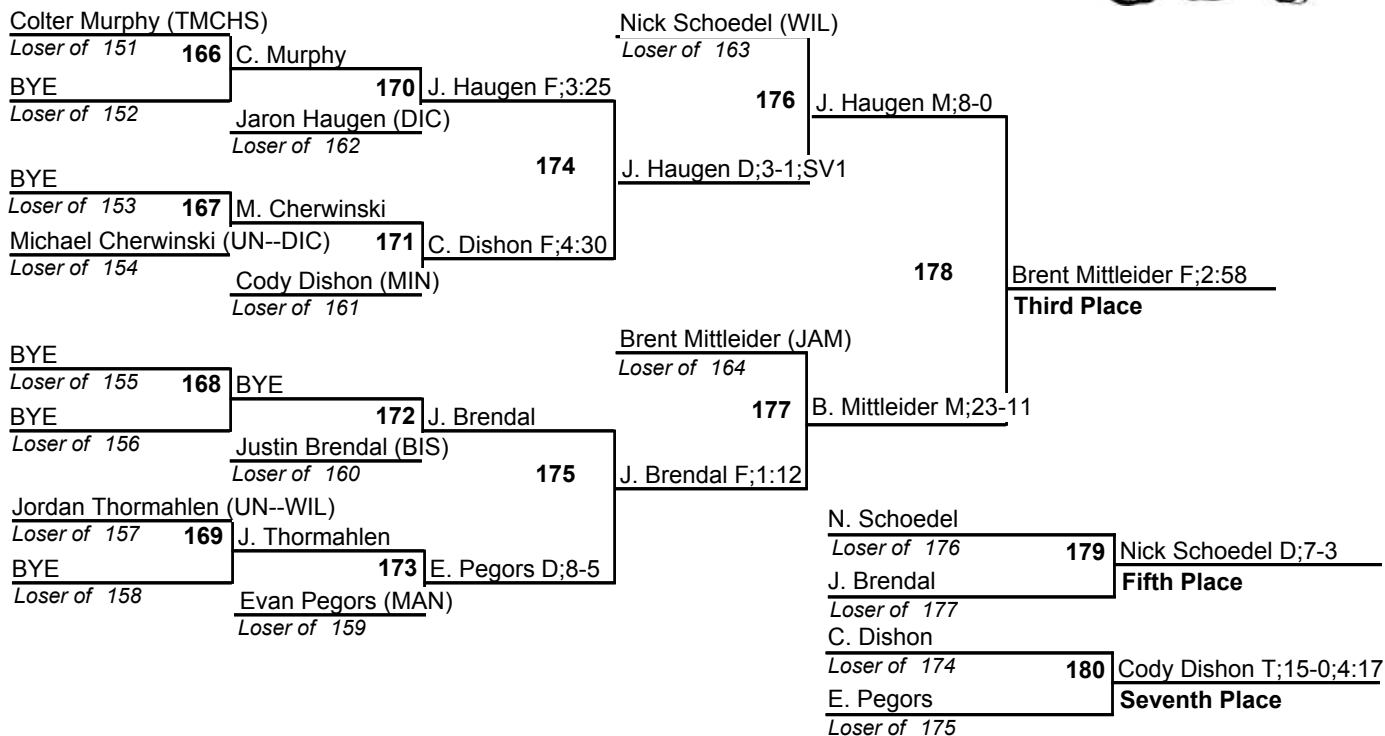 Colter Murphy (TMCHS)
Loser of 151
166
C. Murphy
BYE
Loser of 152
170
J. Haugen F;3:25
Jaron Haugen (DIC)
Loser of 162
BYE
Loser of 153
167
M. Cherwinski
Michael Cherwinski (UN--DIC)
Loser of 154
171
C. Dishon F;4:30
Cody Dishon (MIN)
Loser of 161
174
J. Haugen D;3-1;SV1
Nick Schoedel (WIL)
Loser of 163
176
J. Haugen M;8-0
BYE
Loser of 155
168
BYE
BYE
Loser of 156
172
J. Brendal
Justin Brendal (BIS)
Loser of 160
Jordan Thormahlen (UN--WIL)
Loser of 157
169
J. Thormahlen
BYE
Loser of 158
173
E. Pegors D;8-5
Evan Pegors (MAN)
Loser of 159
175
J. Brendal F;1:12
Brent Mittleider (JAM)
Loser of 164
177
B. Mittleider M;23-11
178
Brent Mittleider F;2:58
Third Place
N. Schoedel
Loser of 176
179
Nick Schoedel D;7-3
J. Brendal
Fifth Place
Loser of 177
C. Dishon
Loser of 174
180
Cody Dishon T;15-0;4:17
E. Pegors
Seventh Place
Loser of 175